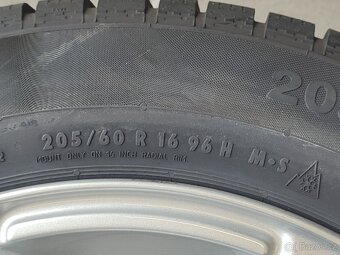 205/60 R 16 96 H M·S
MOUNT ONLY ON 16 INCH RADIAL RIM.